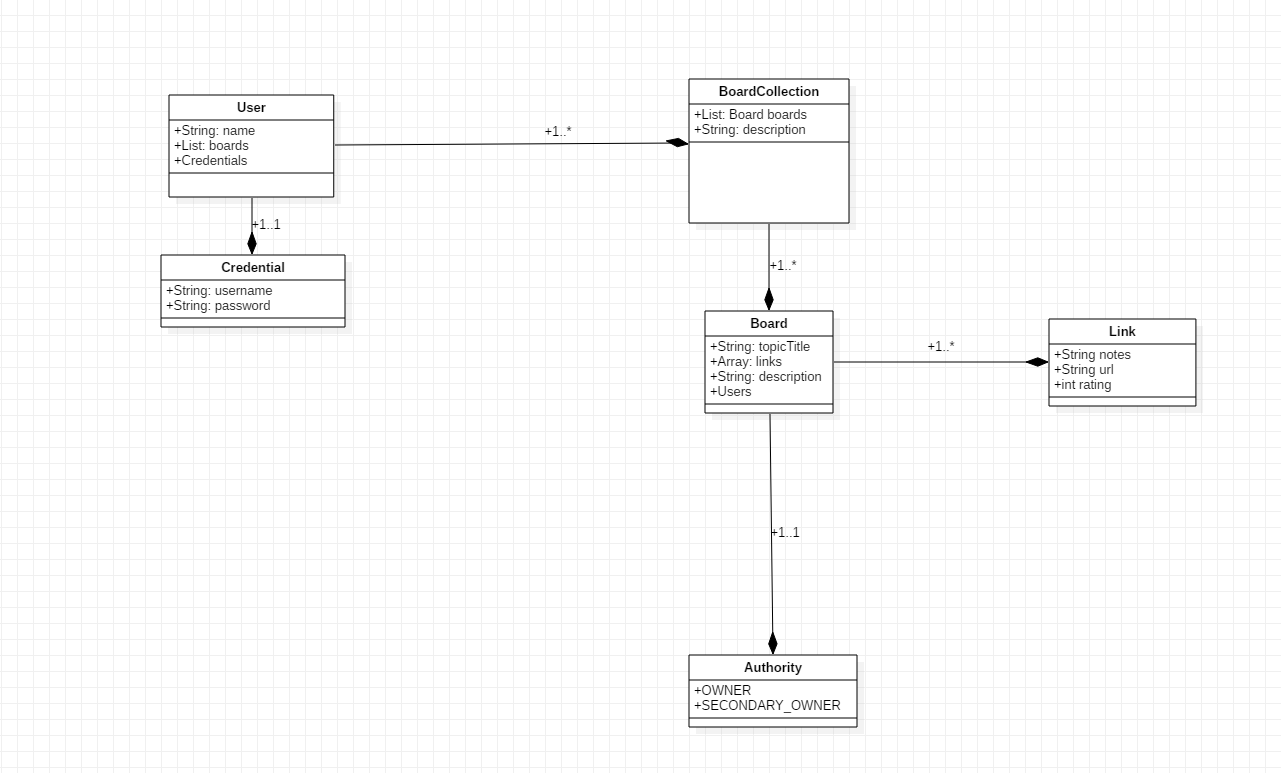 User
+String: name
+List: boards
+Credentials
+1..1
Credential
+String: username
+String: password
+1..*
BoardCollection
+List: Board boards
+String: description
+1..*
Board
+String: topicTitle
+Array: links
+String: description
+Users
+1..*
Link
+String notes
+String url
+int rating
+1..1
Authority
+OWNER
+SECONDARY_OWNER